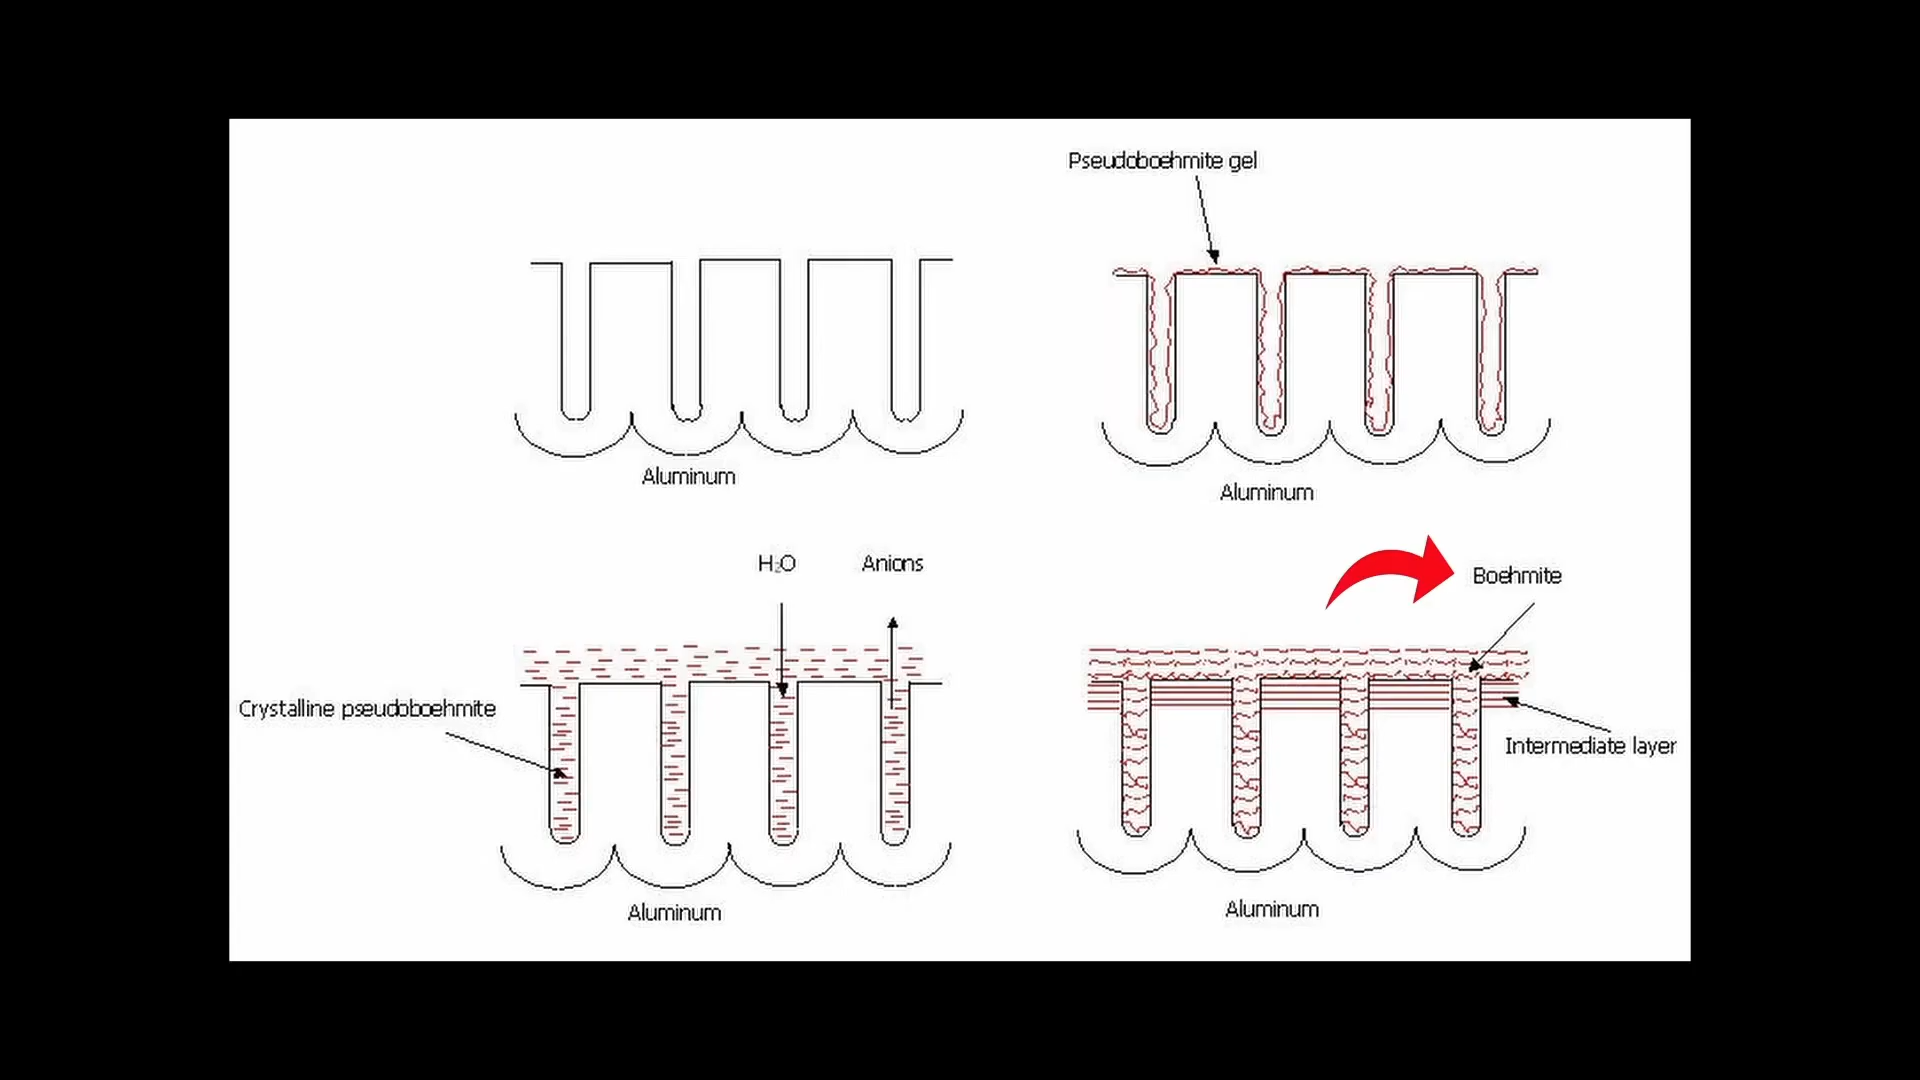 Pseudoboehmite gel
Aluminum
Aluminum
H₂O
Anions
Boehmite
Crystalline pseudoboehmite
Intermediate layer
Aluminum
Aluminum